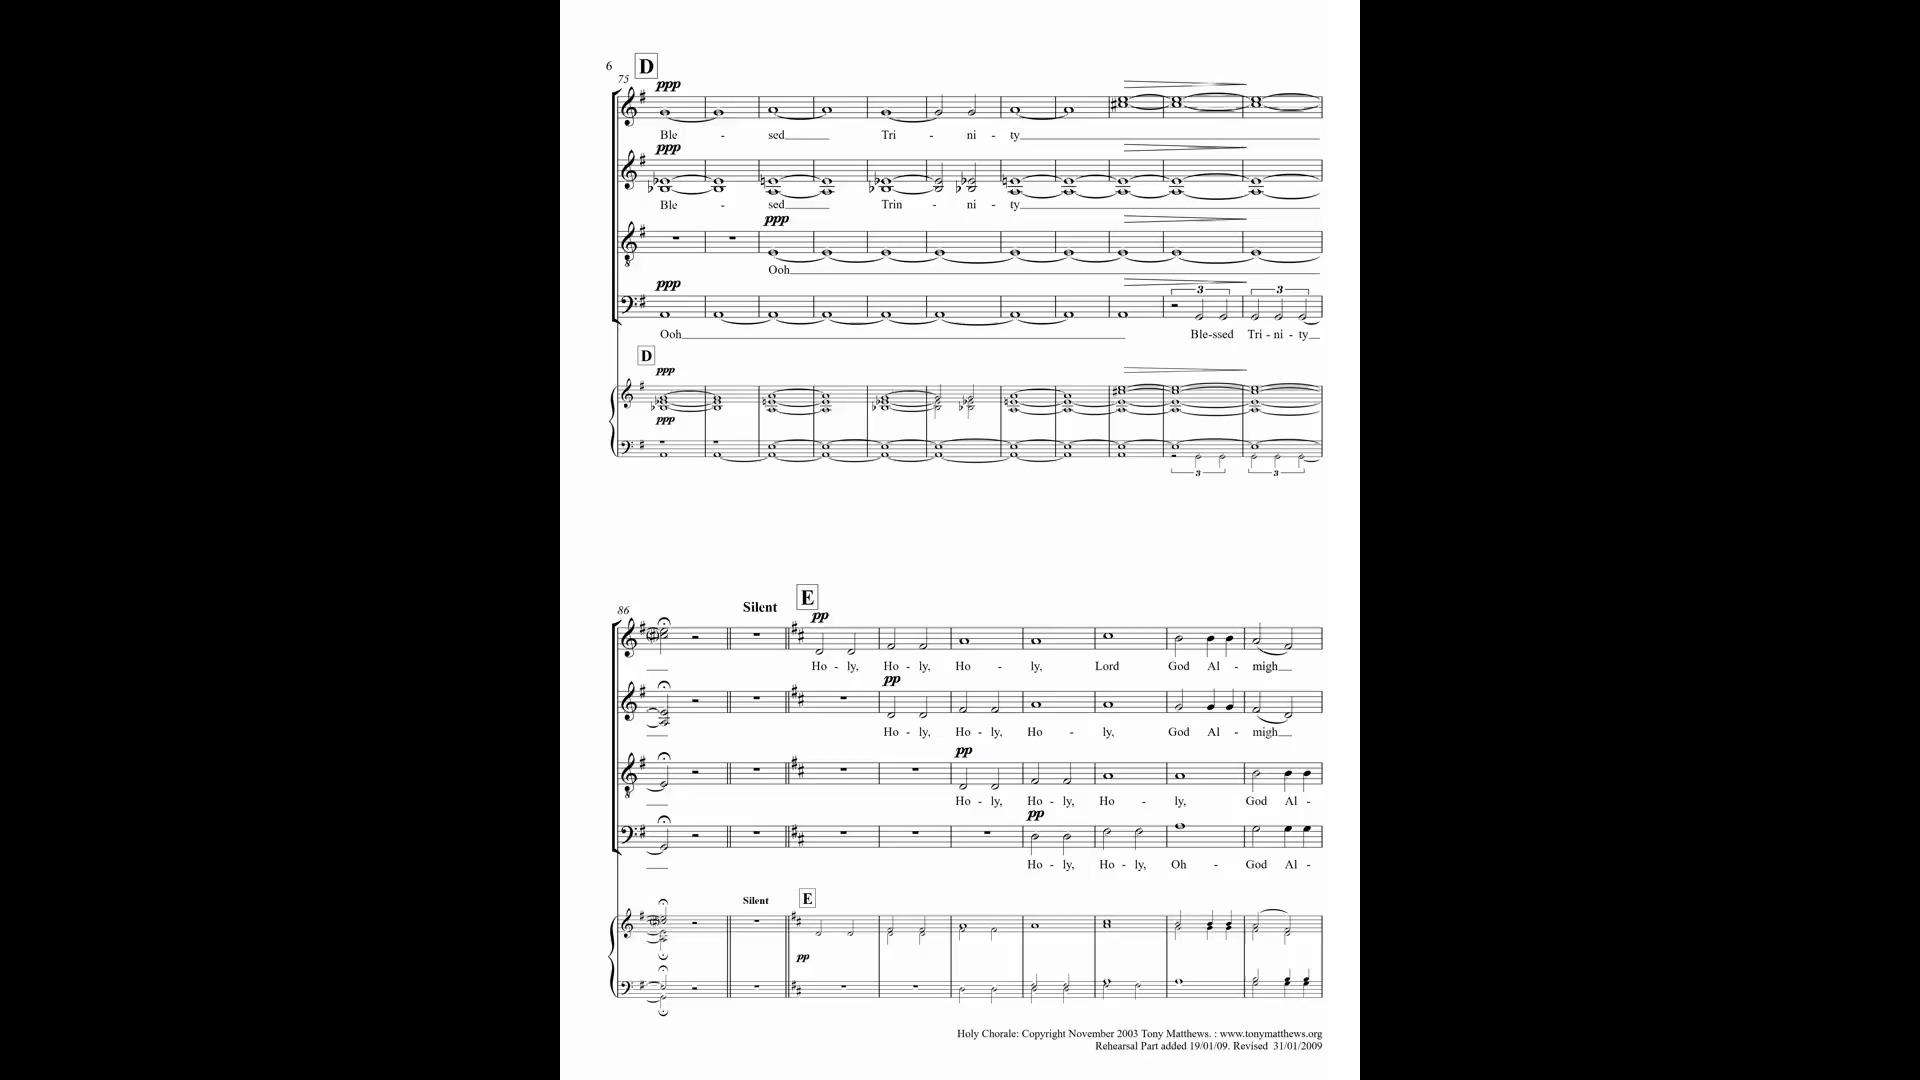 6
D
75
ppp
Ble - sed Tri - ni - ty
ppp
Ble - sed Trin - ni - ty
ppp
Ooh
ppp
3 3
Ooh Ble-ssed Tri - ni - ty
D
ppp
ppp
3 3
E
86
Silent
pp
Ho - ly, Ho - ly, Ho - ly, Lord God Al - migh
pp
Ho - ly, Ho - ly, Ho - ly, God Al - migh
pp
Ho - ly, Ho - ly, Ho - ly, God Al -
pp
Ho - ly, Ho - ly, Oh - God Al -
Silent
E
pp
Holy Chorale: Copyright November 2003 Tony Matthews. : www.tonymatthews.org
Rehearsal Part added 19/01/09. Revised 31/01/2009